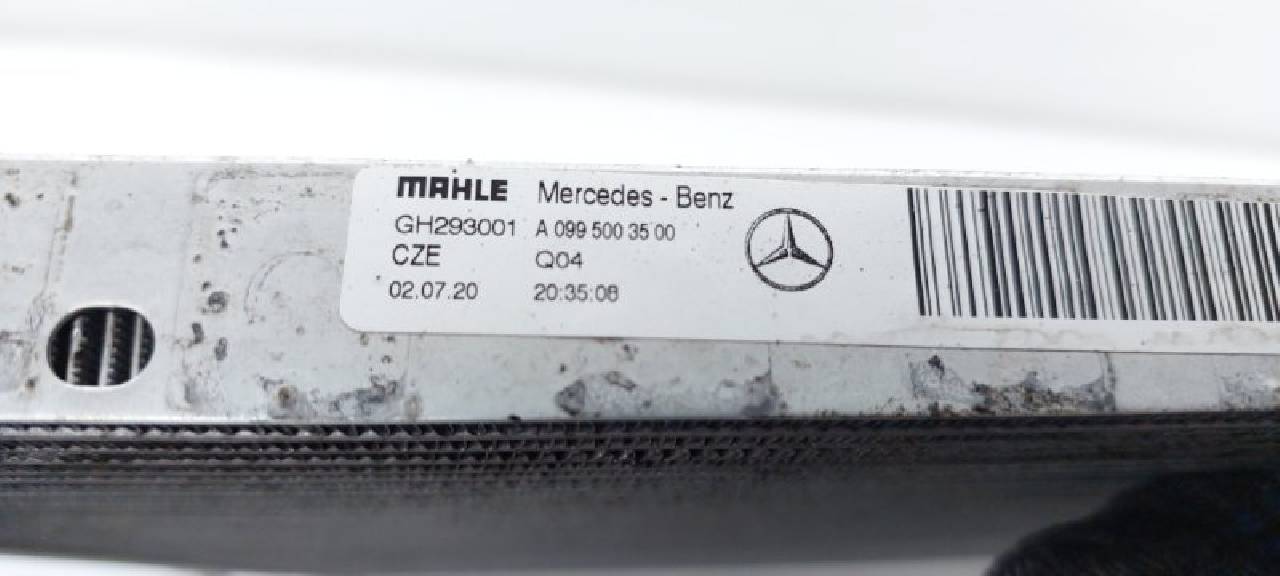 MAHLE Mercedes - Benz
GH293001 A 099 500 35 00
CZE Q04
02.07.20 20:35:06